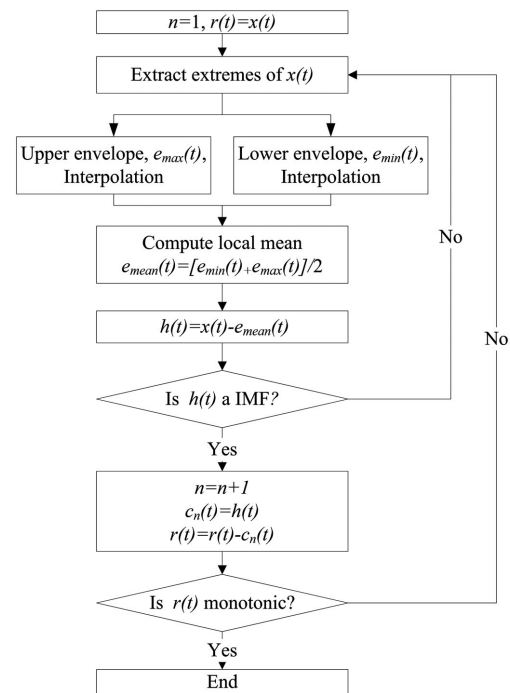 n=1, r(t)=x(t)
Extract extremes of x(t)
Upper envelope, emax(t),
Interpolation
Lower envelope, emin(t),
Interpolation
Compute local mean
emean(t)=[emin(t)+emax(t)]/2
h(t)=x(t)-emean(t)
Is h(t) a IMF?
No
Yes
n=n+1
cn(t)=h(t)
r(t)=r(t)-cn(t)
No
Is r(t) monotonic?
Yes
End